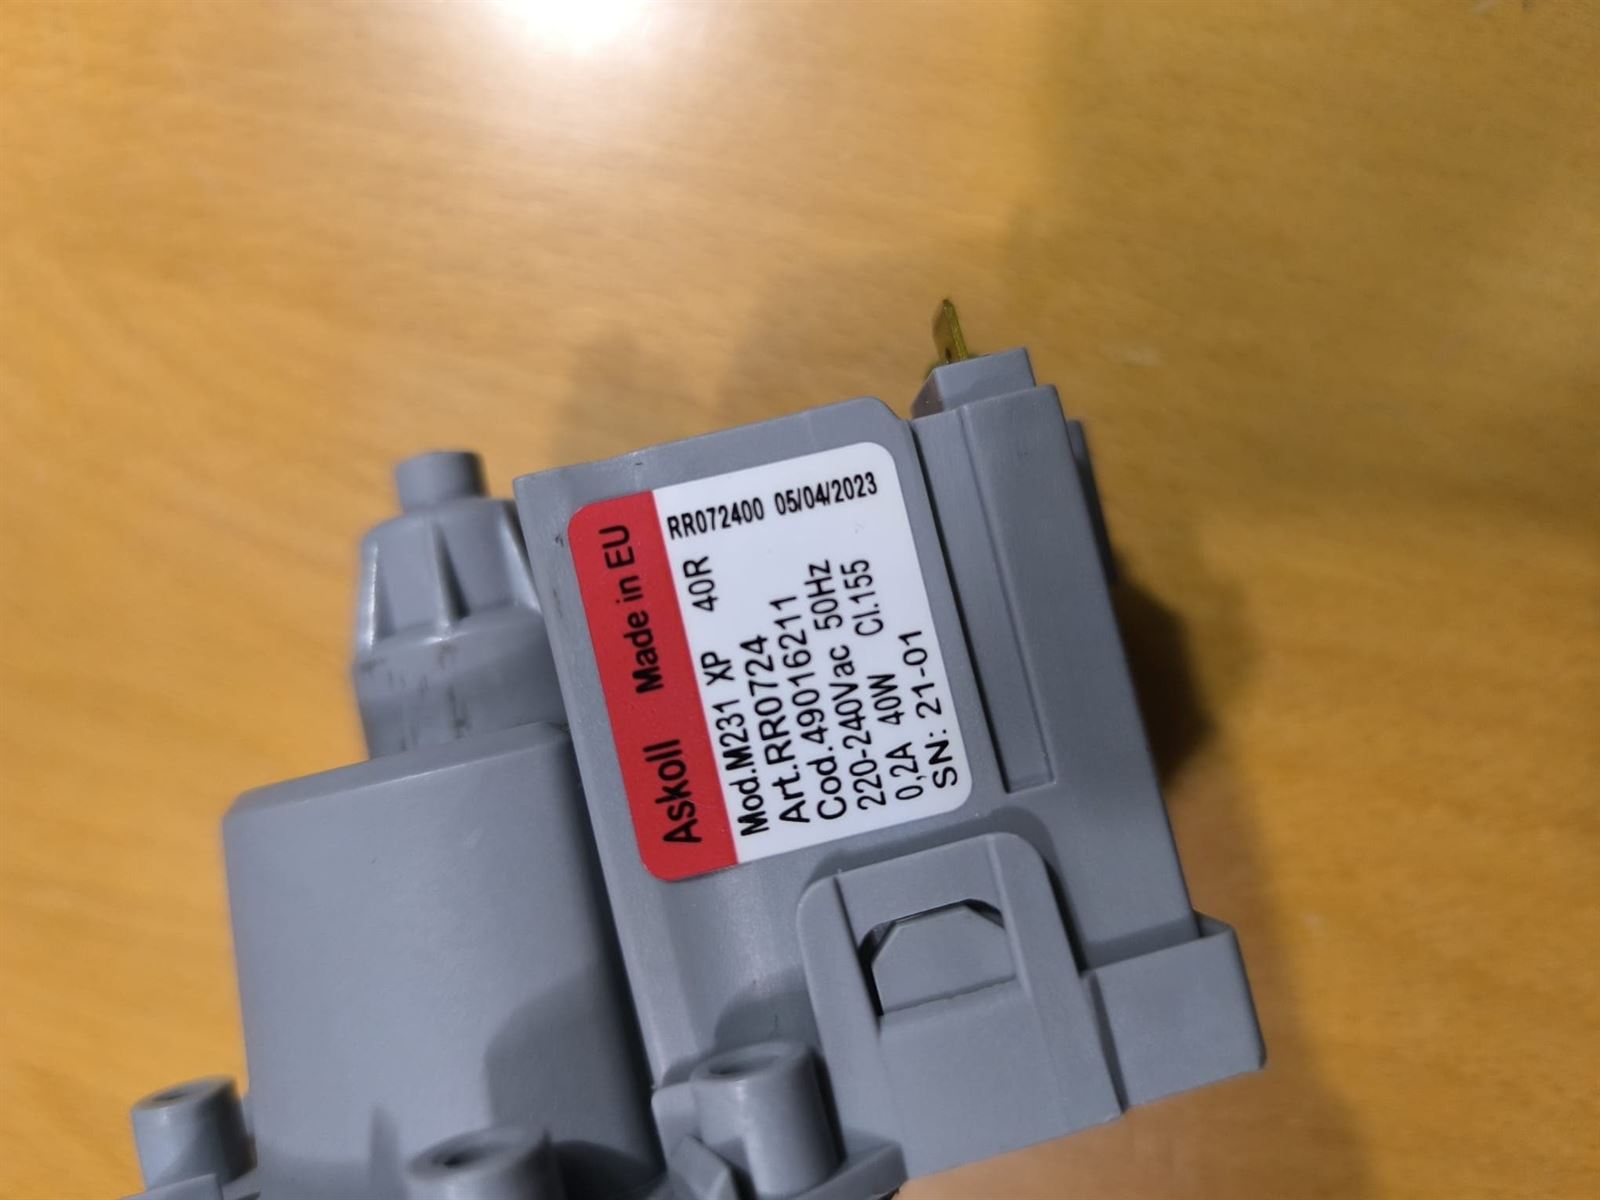 Askoll Made in EU
RR072400 05/04/2023
Mod.M231 XP 40R
Art.RR0724
Cod.49016211
220-240Vac 50Hz
0,2A 40W Cl.155
SN: 21-01